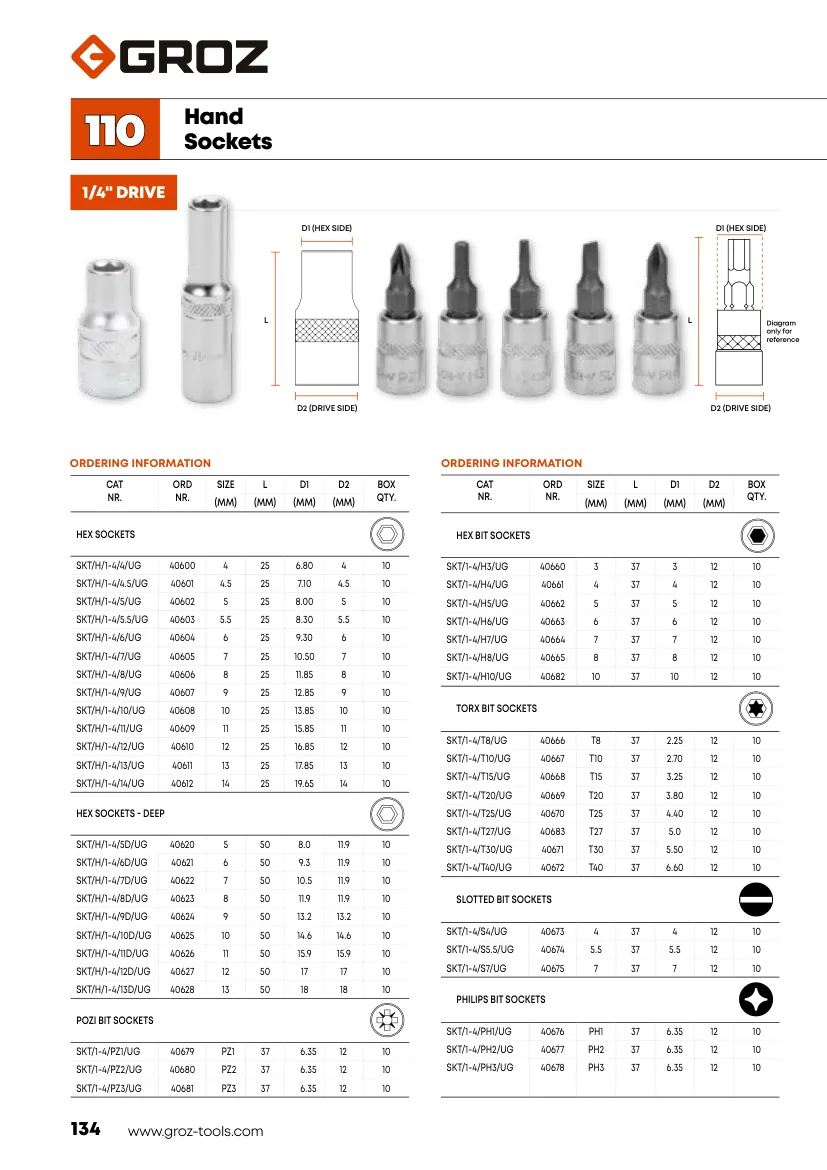 GROZ
110
Hand
Sockets
1/4" DRIVE
D1 (HEX SIDE)
L
D2 (DRIVE SIDE)
D1 (HEX SIDE)
L
Diagram
only for
reference
D2 (DRIVE SIDE)
ORDERING INFORMATION
CAT NR. ORD NR. SIZE (MM) L (MM) D1 (MM) D2 (MM) BOX QTY.
HEX SOCKETS
SKT/H/1-4/4/UG 40600 4 25 6.80 4 10
SKT/H/1-4/4.5/UG 40601 4.5 25 7.10 4.5 10
SKT/H/1-4/5/UG 40602 5 25 8.00 5 10
SKT/H/1-4/5.5/UG 40603 5.5 25 8.30 5.5 10
SKT/H/1-4/6/UG 40604 6 25 9.30 6 10
SKT/H/1-4/7/UG 40605 7 25 10.50 7 10
SKT/H/1-4/8/UG 40606 8 25 11.85 8 10
SKT/H/1-4/9/UG 40607 9 25 12.85 9 10
SKT/H/1-4/10/UG 40608 10 25 13.85 10 10
SKT/H/1-4/11/UG 40609 11 25 15.85 11 10
SKT/H/1-4/12/UG 40610 12 25 16.85 12 10
SKT/H/1-4/13/UG 40611 13 25 17.85 13 10
SKT/H/1-4/14/UG 40612 14 25 19.65 14 10
HEX SOCKETS - DEEP
SKT/H/1-4/5D/UG 40620 5 50 8.0 11.9 10
SKT/H/1-4/6D/UG 40621 6 50 9.3 11.9 10
SKT/H/1-4/7D/UG 40622 7 50 10.5 11.9 10
SKT/H/1-4/8D/UG 40623 8 50 11.9 11.9 10
SKT/H/1-4/9D/UG 40624 9 50 13.2 13.2 10
SKT/H/1-4/10D/UG 40625 10 50 14.6 14.6 10
SKT/H/1-4/11D/UG 40626 11 50 15.9 15.9 10
SKT/H/1-4/12D/UG 40627 12 50 17 17 10
SKT/H/1-4/13D/UG 40628 13 50 18 18 10
POZI BIT SOCKETS
SKT/1-4/PZ1/UG 40679 PZ1 37 6.35 12 10
SKT/1-4/PZ2/UG 40680 PZ2 37 6.35 12 10
SKT/1-4/PZ3/UG 40681 PZ3 37 6.35 12 10
ORDERING INFORMATION
CAT NR. ORD NR. SIZE (MM) L (MM) D1 (MM) D2 (MM) BOX QTY.
HEX BIT SOCKETS
SKT/1-4/H3/UG 40660 3 37 3 12 10
SKT/1-4/H4/UG 40661 4 37 4 12 10
SKT/1-4/H5/UG 40662 5 37 5 12 10
SKT/1-4/H6/UG 40663 6 37 6 12 10
SKT/1-4/H7/UG 40664 7 37 7 12 10
SKT/1-4/H8/UG 40665 8 37 8 12 10
SKT/1-4/H10/UG 40682 10 37 10 12 10
TORX BIT SOCKETS
SKT/1-4/T8/UG 40666 T8 37 2.25 12 10
SKT/1-4/T10/UG 40667 T10 37 2.70 12 10
SKT/1-4/T15/UG 40668 T15 37 3.25 12 10
SKT/1-4/T20/UG 40669 T20 37 3.80 12 10
SKT/1-4/T25/UG 40670 T25 37 4.40 12 10
SKT/1-4/T27/UG 40683 T27 37 5.0 12 10
SKT/1-4/T30/UG 40671 T30 37 5.50 12 10
SKT/1-4/T40/UG 40672 T40 37 6.60 12 10
SLOTTED BIT SOCKETS
SKT/1-4/S4/UG 40673 4 37 4 12 10
SKT/1-4/S5.5/UG 40674 5.5 37 5.5 12 10
SKT/1-4/S7/UG 40675 7 37 7 12 10
PHILIPS BIT SOCKETS
SKT/1-4/PH1/UG 40676 PH1 37 6.35 12 10
SKT/1-4/PH2/UG 40677 PH2 37 6.35 12 10
SKT/1-4/PH3/UG 40678 PH3 37 6.35 12 10
134 www.groz-tools.com